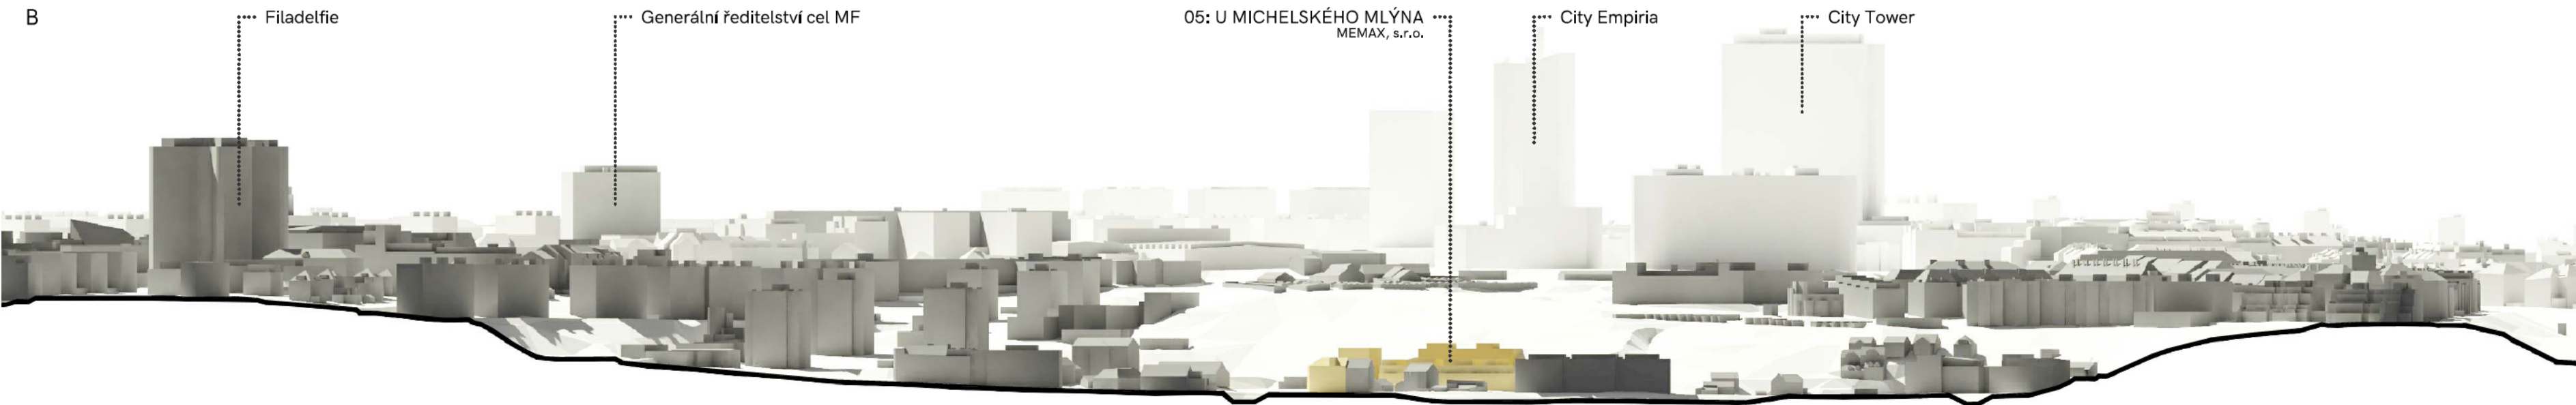 B
Filadelfie
Generální ředitelství cel MF
05: U MICHELSKÉHO MLÝNA
MEMAX, s.r.o.
City Empiria
City Tower